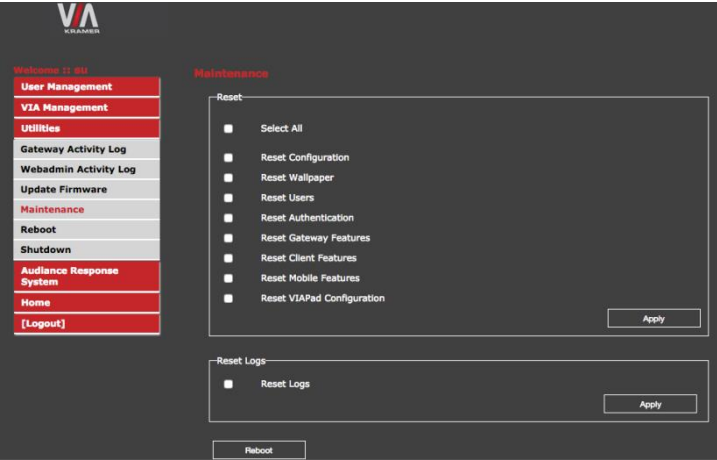 VIA
KRAMER
Welcome !! su
User Management
VIA Management
Utilities
Gateway Activity Log
Webadmin Activity Log
Update Firmware
Maintenance
Reboot
Shutdown
Audiance Response
System
Home
[Logout]
Maintenance
Reset
Select All
Reset Configuration
Reset Wallpaper
Reset Users
Reset Authentication
Reset Gateway Features
Reset Client Features
Reset Mobile Features
Reset VIAPad Configuration
Apply
Reset Logs
Reset Logs
Apply
Reboot